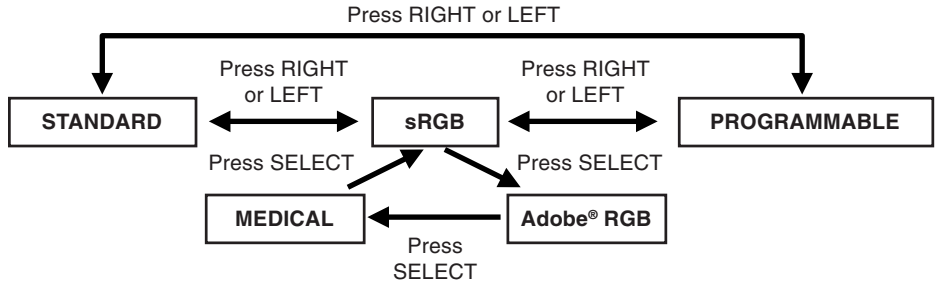 Press RIGHT or LEFT
Press RIGHT
or LEFT
Press RIGHT
or LEFT
STANDARD
sRGB
PROGRAMMABLE
Press SELECT
Press SELECT
MEDICAL
Adobe® RGB
Press
SELECT